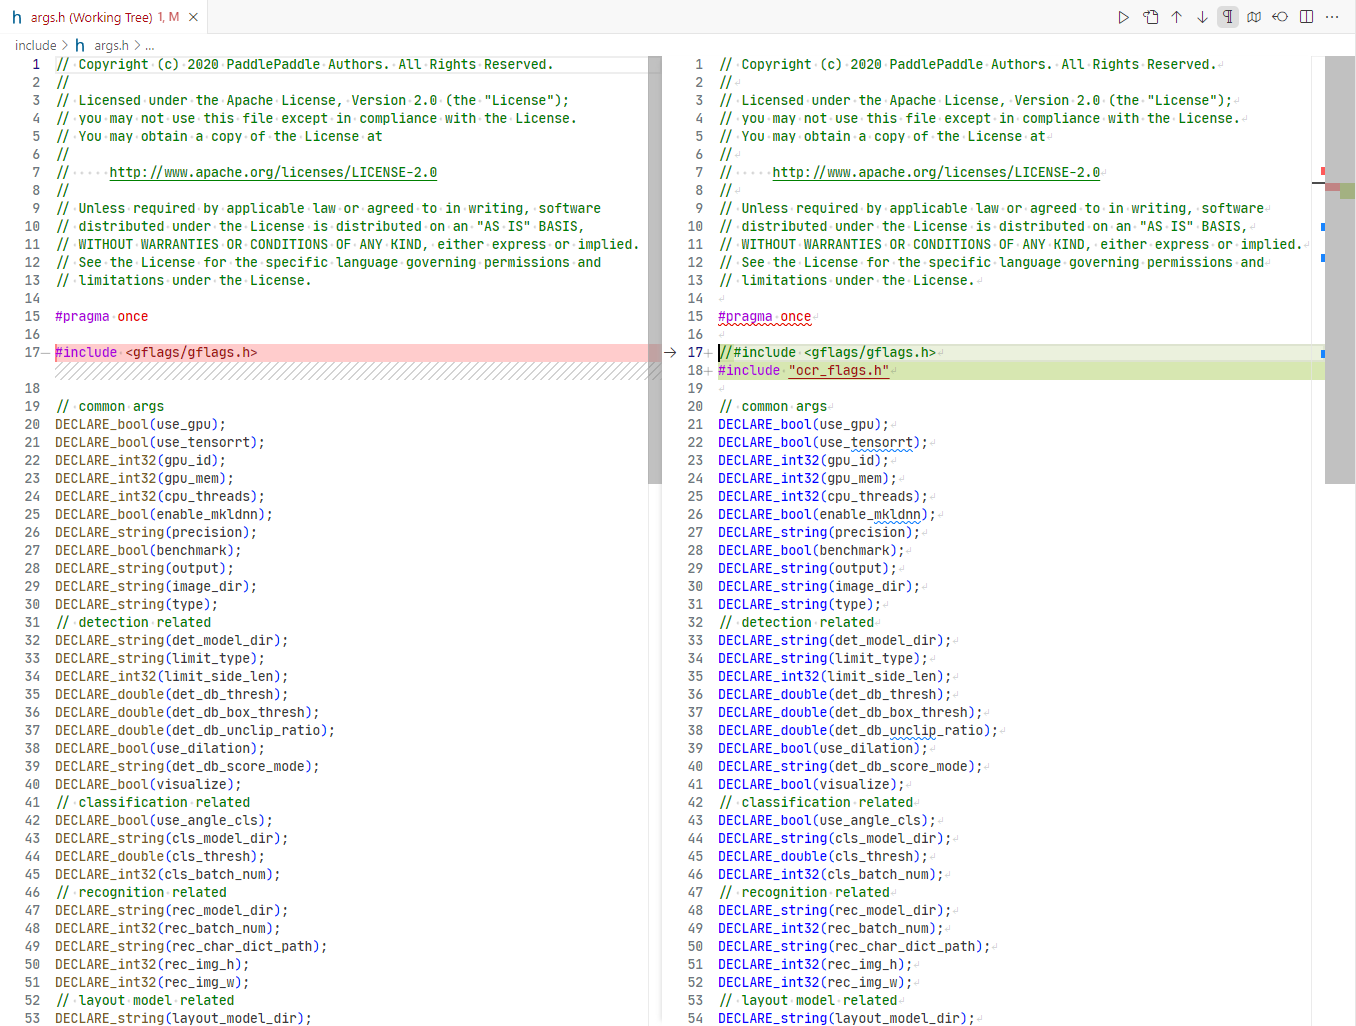 args.h (Working Tree) 1, M
include > args.h > ...
1 // Copyright (c) 2020 PaddlePaddle Authors. All Rights Reserved.
2 //
3 // Licensed under the Apache License, Version 2.0 (the "License");
4 // you may not use this file except in compliance with the License.
5 // You may obtain a copy of the License at
6 //
7 //     http://www.apache.org/licenses/LICENSE-2.0
8 //
9 // Unless required by applicable law or agreed to in writing, software
10 // distributed under the License is distributed on an "AS IS" BASIS,
11 // WITHOUT WARRANTIES OR CONDITIONS OF ANY KIND, either express or implied.
12 // See the License for the specific language governing permissions and
13 // limitations under the License.
14
15 #pragma once
16
17 #include <gflags/gflags.h>
18
19 // common args
20 DECLARE_bool(use_gpu);
21 DECLARE_bool(use_tensorrt);
22 DECLARE_int32(gpu_id);
23 DECLARE_int32(gpu_mem);
24 DECLARE_int32(cpu_threads);
25 DECLARE_bool(enable_mkldnn);
26 DECLARE_string(precision);
27 DECLARE_bool(benchmark);
28 DECLARE_string(output);
29 DECLARE_string(image_dir);
30 DECLARE_string(type);
31 // detection related
32 DECLARE_string(det_model_dir);
33 DECLARE_string(limit_type);
34 DECLARE_int32(limit_side_len);
35 DECLARE_double(det_db_thresh);
36 DECLARE_double(det_db_box_thresh);
37 DECLARE_double(det_db_unclip_ratio);
38 DECLARE_bool(use_dilation);
39 DECLARE_string(det_db_score_mode);
40 DECLARE_bool(visualize);
41 // classification related
42 DECLARE_bool(use_angle_cls);
43 DECLARE_string(cls_model_dir);
44 DECLARE_double(cls_thresh);
45 DECLARE_int32(cls_batch_num);
46 // recognition related
47 DECLARE_string(rec_model_dir);
48 DECLARE_int32(rec_batch_num);
49 DECLARE_string(rec_char_dict_path);
50 DECLARE_int32(rec_img_h);
51 DECLARE_int32(rec_img_w);
52 // layout model related
53 DECLARE_string(layout_model_dir);
1 // Copyright (c) 2020 PaddlePaddle Authors. All Rights Reserved.
2 //
3 // Licensed under the Apache License, Version 2.0 (the "License");
4 // you may not use this file except in compliance with the License.
5 // You may obtain a copy of the License at
6 //
7 //     http://www.apache.org/licenses/LICENSE-2.0
8 //
9 // Unless required by applicable law or agreed to in writing, software
10 // distributed under the License is distributed on an "AS IS" BASIS,
11 // WITHOUT WARRANTIES OR CONDITIONS OF ANY KIND, either express or implied.
12 // See the License for the specific language governing permissions and
13 // limitations under the License.
14
15 #pragma once
16
17 //#include <gflags/gflags.h>
18 #include "ocr_flags.h"
19
20 // common args
21 DECLARE_bool(use_gpu);
22 DECLARE_bool(use_tensorrt);
23 DECLARE_int32(gpu_id);
24 DECLARE_int32(gpu_mem);
25 DECLARE_int32(cpu_threads);
26 DECLARE_bool(enable_mkldnn);
27 DECLARE_string(precision);
28 DECLARE_bool(benchmark);
29 DECLARE_string(output);
30 DECLARE_string(image_dir);
31 DECLARE_string(type);
32 // detection related
33 DECLARE_string(det_model_dir);
34 DECLARE_string(limit_type);
35 DECLARE_int32(limit_side_len);
36 DECLARE_double(det_db_thresh);
37 DECLARE_double(det_db_box_thresh);
38 DECLARE_double(det_db_unclip_ratio);
39 DECLARE_bool(use_dilation);
40 DECLARE_string(det_db_score_mode);
41 DECLARE_bool(visualize);
42 // classification related
43 DECLARE_bool(use_angle_cls);
44 DECLARE_string(cls_model_dir);
45 DECLARE_double(cls_thresh);
46 DECLARE_int32(cls_batch_num);
47 // recognition related
48 DECLARE_string(rec_model_dir);
49 DECLARE_int32(rec_batch_num);
50 DECLARE_string(rec_char_dict_path);
51 DECLARE_int32(rec_img_h);
52 DECLARE_int32(rec_img_w);
53 // layout model related
54 DECLARE_string(layout_model_dir);